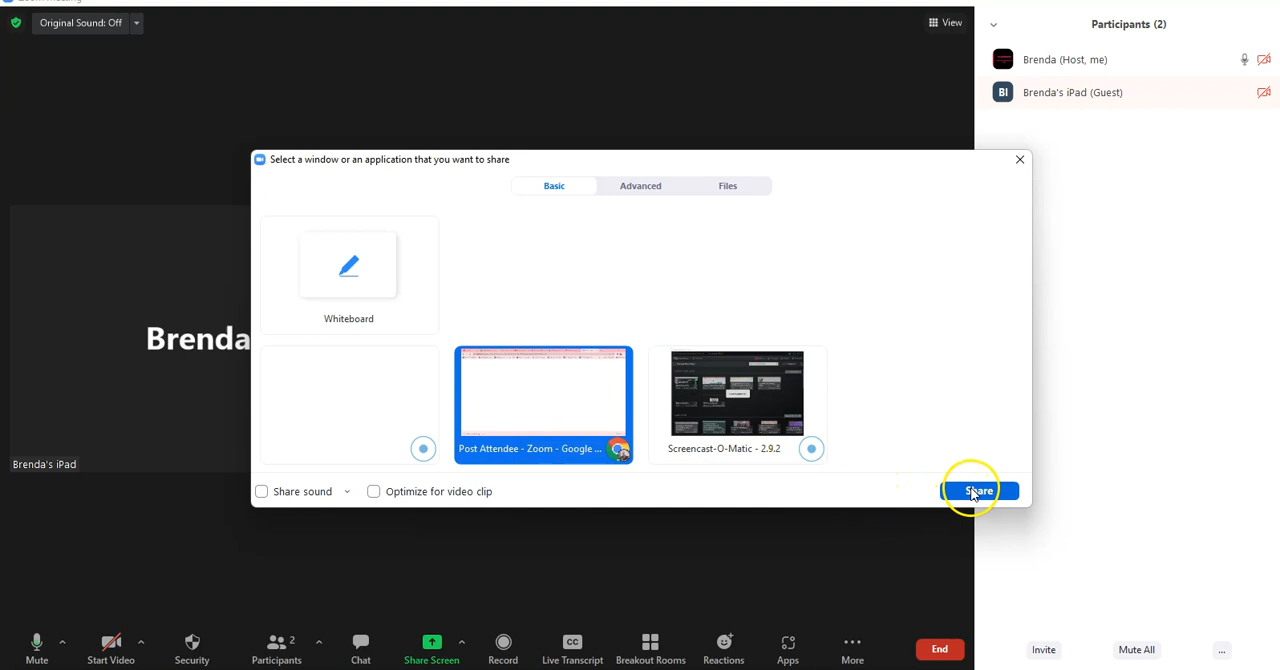 Original Sound: Off
View
Participants (2)
Brenda (Host, me)
BI Brenda's iPad (Guest)
Select a window or an application that you want to share
Basic Advanced Files
Whiteboard
Brenda
Post Attendee - Zoom - Google ...
Screencast-O-Matic - 2.9.2
Brenda's iPad
Share sound
Optimize for video clip
Share
Mute
Start Video
Security
2
Participants
Chat
Share Screen
Record
CC
Live Transcript
Breakout Rooms
Reactions
Apps
More
End
Invite
Mute All
...